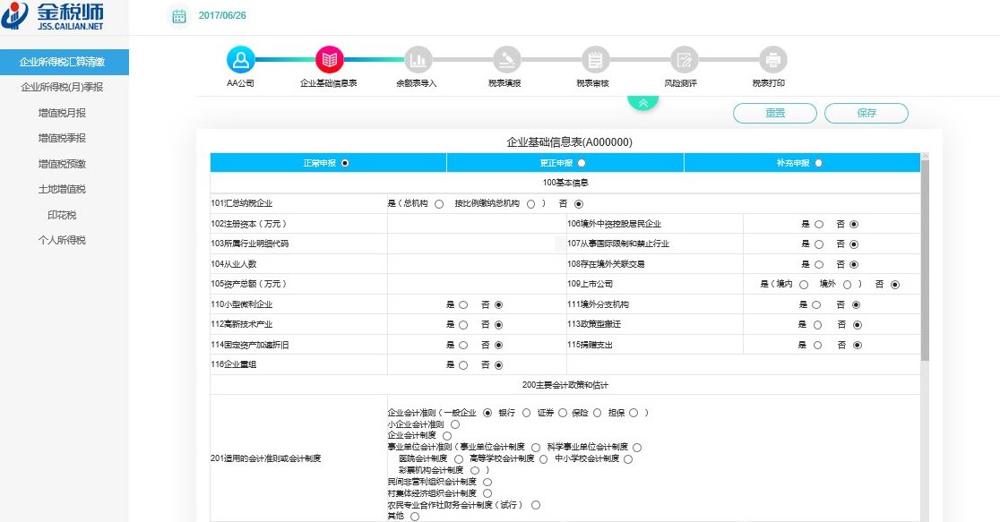 金税师
JSS.CAILIAN.NET
2017/06/26
企业所得税汇算清缴
企业所得税(月)季报
增值税月报
增值税季报
增值税预缴
土地增值税
印花税
个人所得税
AA公司
企业基础信息表
余额表导入
税表填报
税表审核
风险测评
税表打印
重置
保存
企业基础信息表(A000000)
正常申报 更正申报 补充申报
100基本信息
101汇总纳税企业 是（总机构 按比例缴纳总机构 ） 否
102注册资本（万元） 106境外中资控股居民企业 是 否
103所属行业明细代码 107从事国际限制和禁止行业 是 否
104从业人数 108存在境外关联交易 是 否
105资产总额（万元） 109上市公司 是（境内 境外 ） 否
110小型微利企业 是 否 111境外分支机构 是 否
112高新技术产业 是 否 113政策型搬迁 是 否
114固定资产加速折旧 是 否 115捐赠支出 是 否
116企业重组 是 否
200主要会计政策和估计
201适用的会计准则或会计制度
企业会计准则（一般企业 银行 证券 保险 担保 ）
小企业会计准则
企业会计制度
事业单位会计准则（事业单位会计制度 科学事业单位会计制度
医院会计制度 高等学校会计制度 中小学校会计制度
彩票机构会计制度 ）
民间非营利组织会计制度
村集体经济组织会计制度
农民专业合作社财务会计制度（试行）
其他